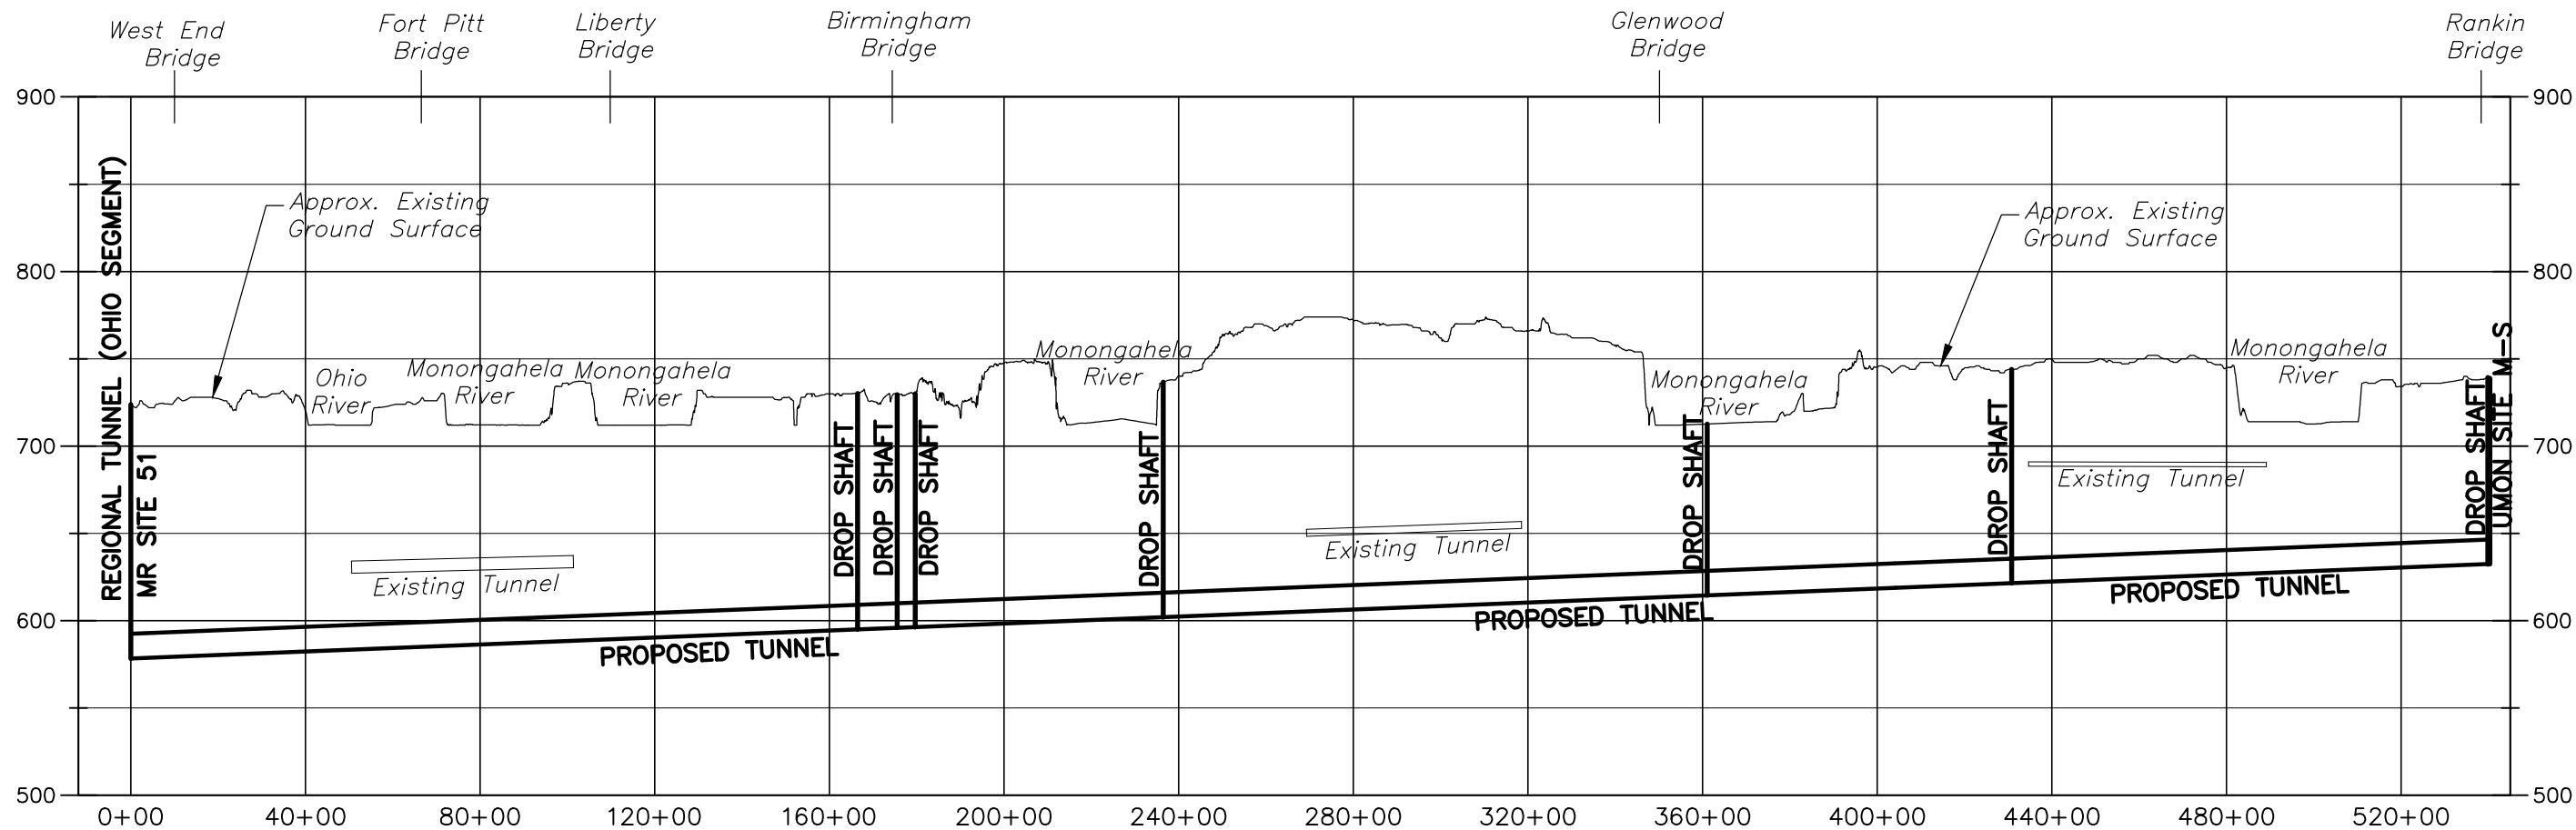 West End
Bridge
Fort Pitt
Bridge
Liberty
Bridge
Birmingham
Bridge
Glenwood
Bridge
Rankin
Bridge
900
900
800
800
700
700
600
600
500
500
REGIONAL TUNNEL (OHIO SEGMENT)
MR SITE 51
Approx. Existing
Ground Surface
Ohio
River
Monongahela
River
Monongahela
River
Monongahela
River
Monongahela
River
Monongahela
River
Approx. Existing
Ground Surface
DROP SHAFT
DROP SHAFT
DROP SHAFT
DROP SHAFT
DROP SHAFT
DROP SHAFT
DROP SHAFT
UMON SITE M-S
Existing Tunnel
Existing Tunnel
Existing Tunnel
PROPOSED TUNNEL
PROPOSED TUNNEL
PROPOSED TUNNEL
0+00
40+00
80+00
120+00
160+00
200+00
240+00
280+00
320+00
360+00
400+00
440+00
480+00
520+00